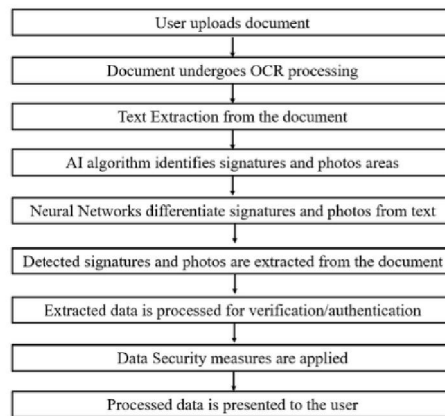 User uploads document
Document undergoes OCR processing
Text Extraction from the document
AI algorithm identifies signatures and photos areas
Neural Networks differentiate signatures and photos from text
Detected signatures and photos are extracted from the document
Extracted data is processed for verification/authentication
Data Security measures are applied
Processed data is presented to the user